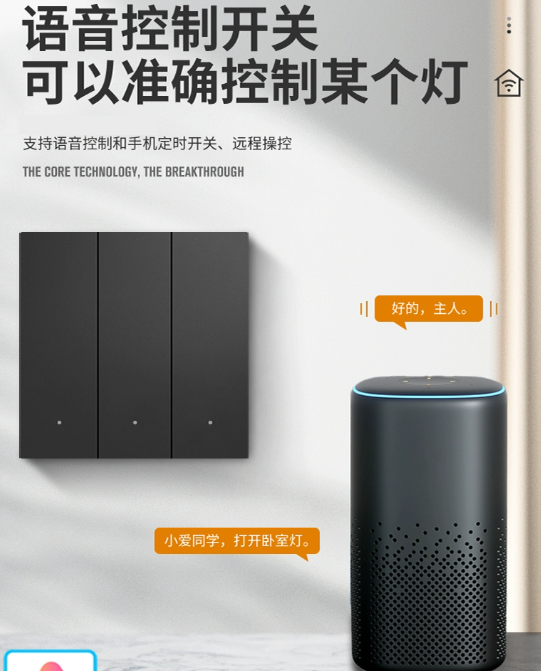 语音控制开关
可以准确控制某个灯
支持语音控制和手机定时开关、远程操控
THE CORE TECHNOLOGY, THE BREAKTHROUGH
好的，主人。
小爱同学，打开卧室灯。